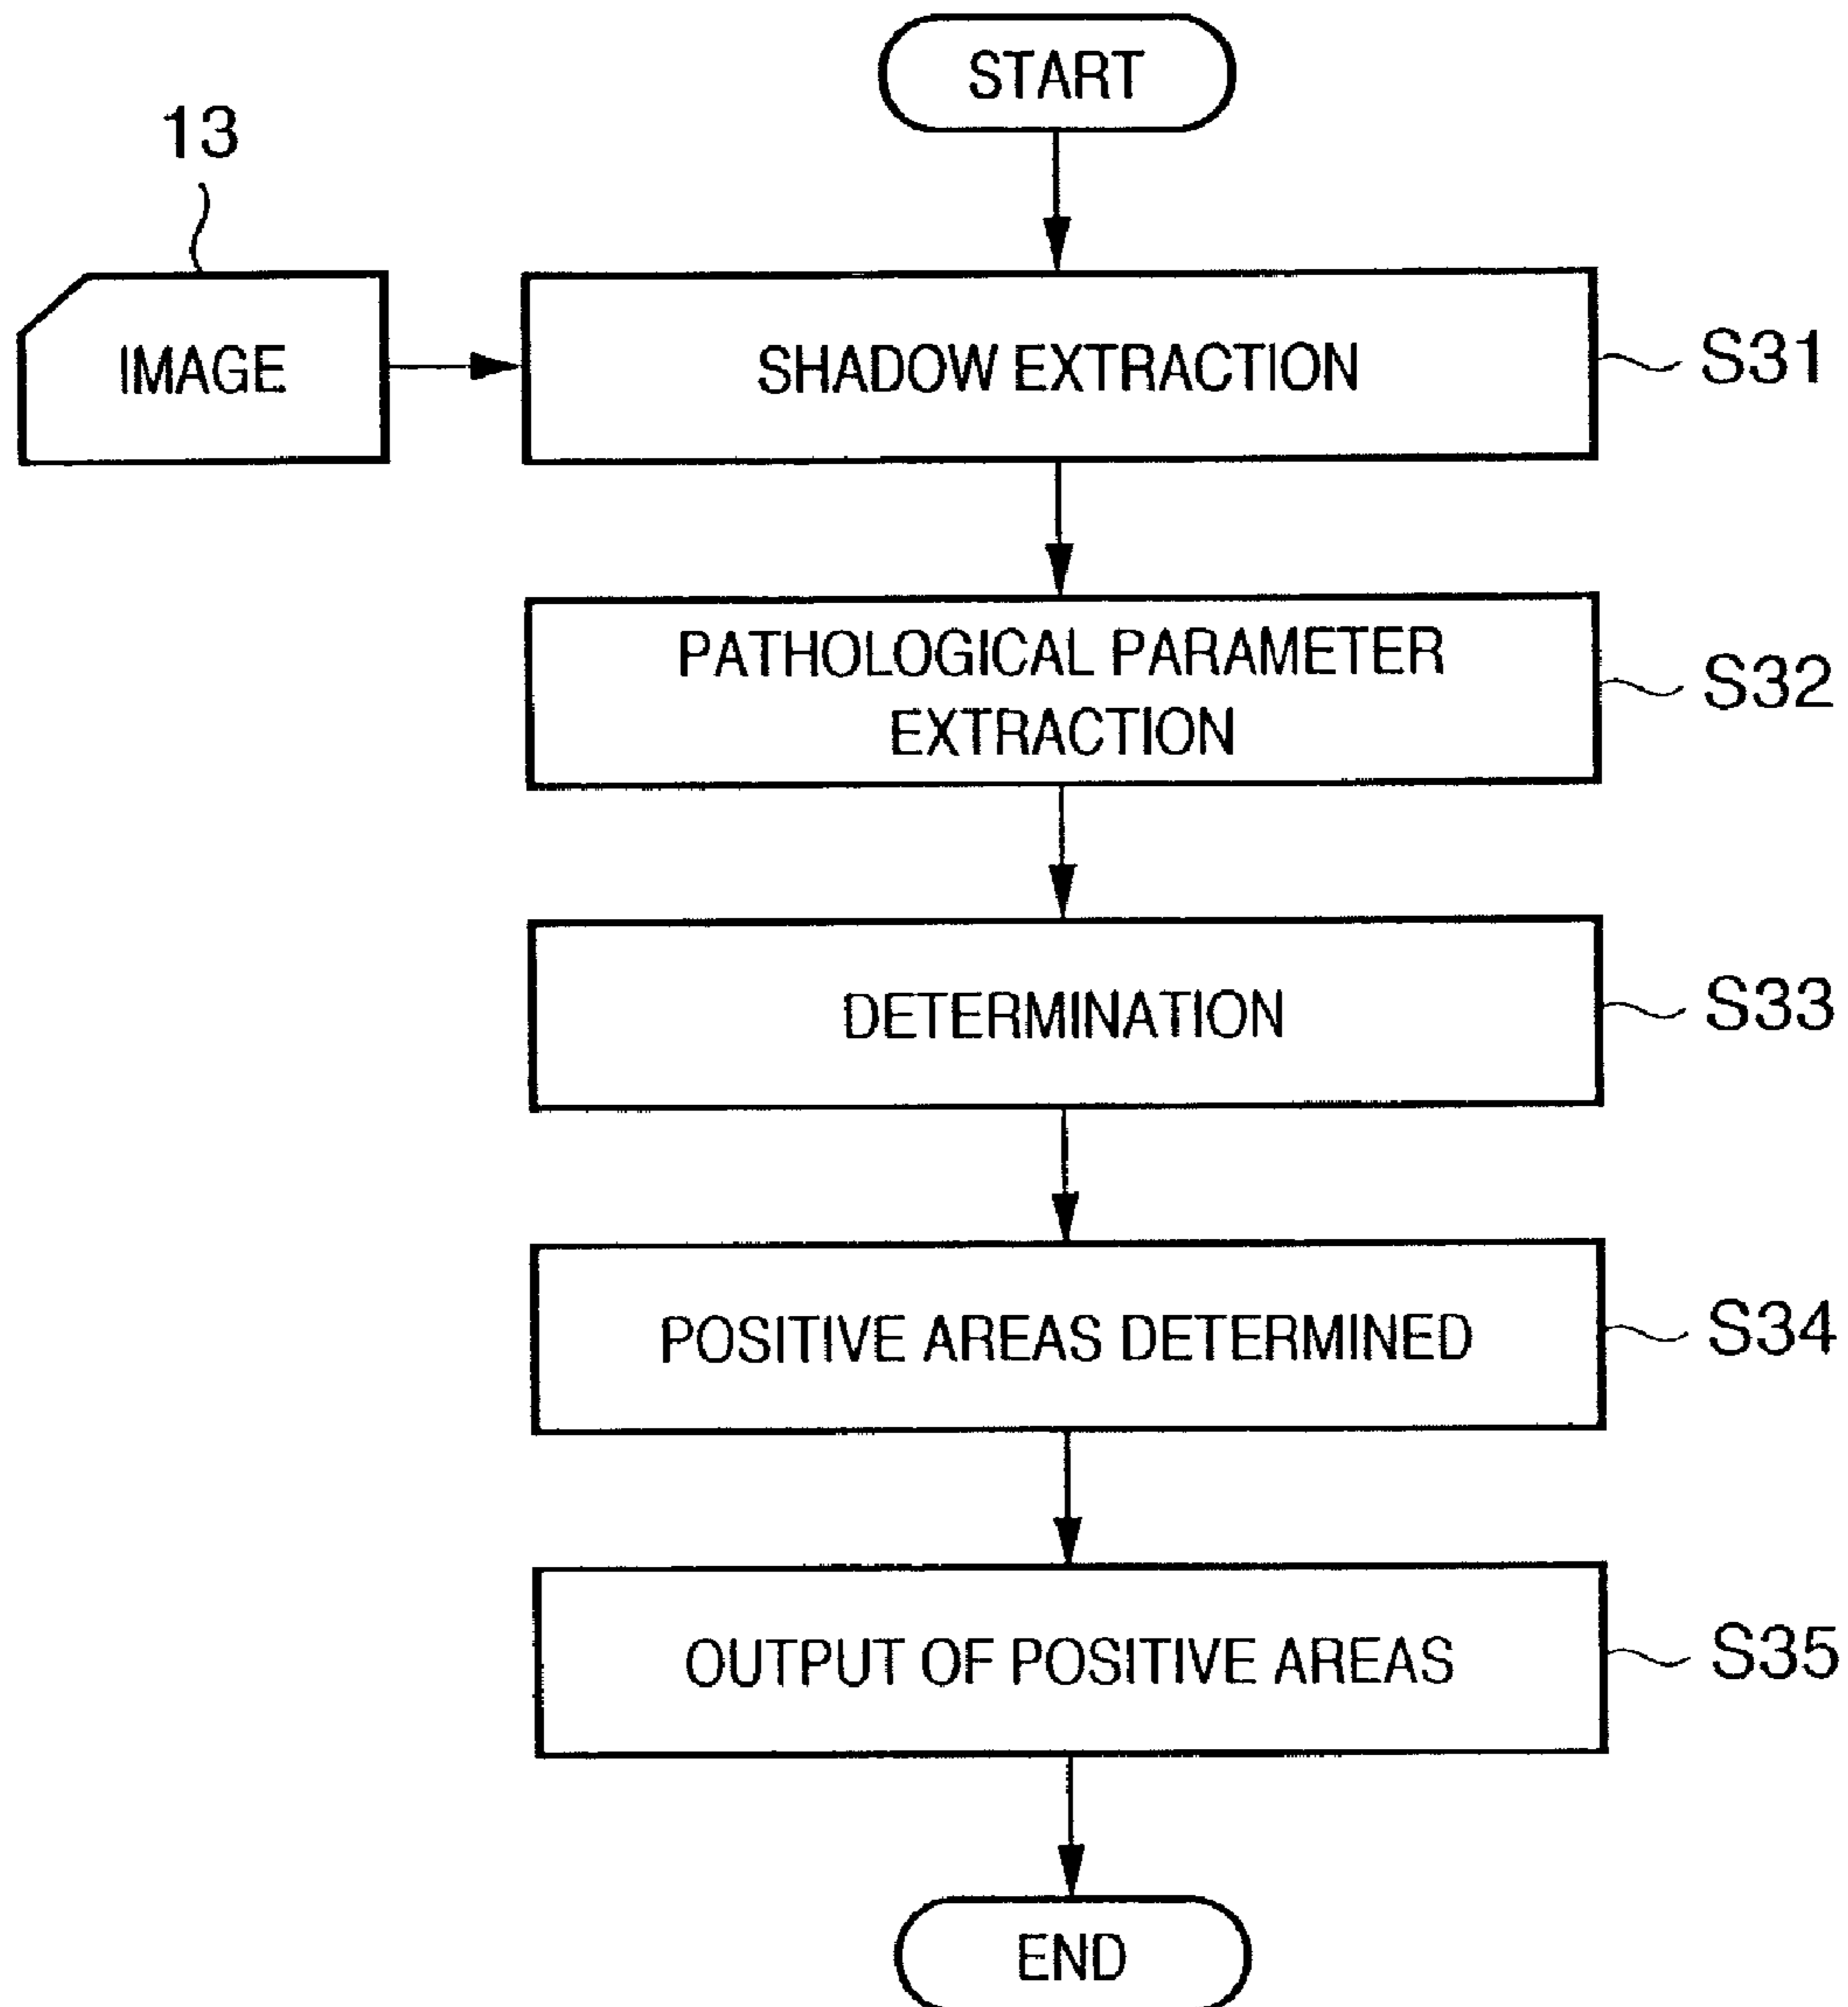 START
13
IMAGE
SHADOW EXTRACTION
S31
PATHOLOGICAL PARAMETER
EXTRACTION
S32
DETERMINATION
S33
POSITIVE AREAS DETERMINED
S34
OUTPUT OF POSITIVE AREAS
S35
END